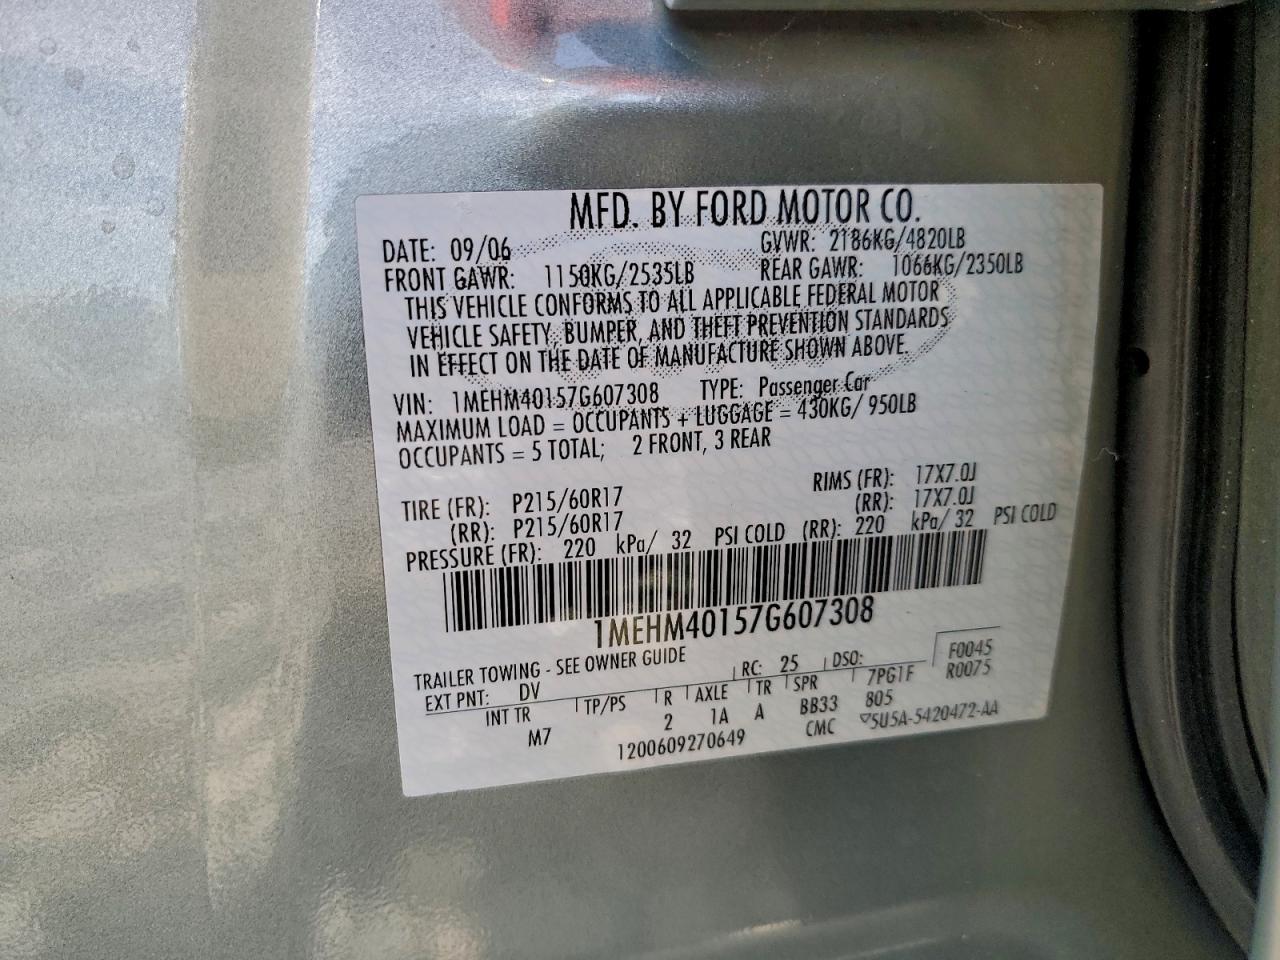 MFD. BY FORD MOTOR CO.
DATE: 09/06 GVWR: 2186KG/4820LB
FRONT GAWR: 1150KG/2535LB REAR GAWR: 1066KG/2350LB
THIS VEHICLE CONFORMS TO ALL APPLICABLE FEDERAL MOTOR
VEHICLE SAFETY, BUMPER, AND THEFT PREVENTION STANDARDS
IN EFFECT ON THE DATE OF MANUFACTURE SHOWN ABOVE.
VIN: 1MEHM40157G607308 TYPE: Passenger Car
MAXIMUM LOAD = OCCUPANTS + LUGGAGE = 430KG/ 950LB
OCCUPANTS = 5 TOTAL; 2 FRONT, 3 REAR
TIRE (FR): P215/60R17 RIMS (FR): 17X7.0J
(RR): P215/60R17 (RR): 17X7.0J
PRESSURE (FR): 220 kPa/ 32 PSI COLD (RR): 220 kPa/ 32 PSI COLD
1MEHM40157G607308
TRAILER TOWING - SEE OWNER GUIDE F0045
EXT PNT: DV RC: 25 DSO: R0075
INT TR TP/PS R AXLE TR SPR 7PG1F
M7 2 1A A BB33 805
1200609270649 CMC ▽5U5A-5420472-AA